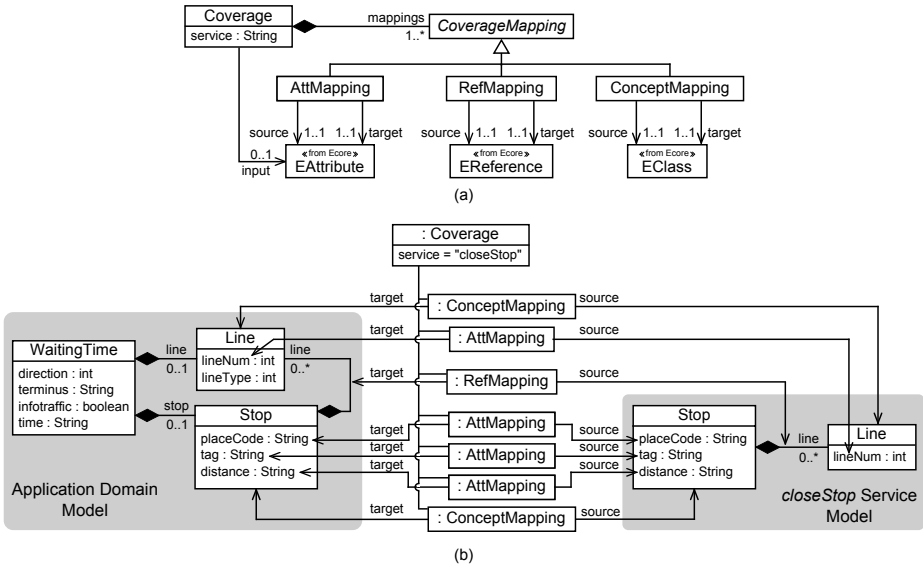 Coverage
service : String
mappings
1..*
CoverageMapping
AttMapping
RefMapping
ConceptMapping
source 1..1 1..1 target
source 1..1 1..1 target
source 1..1 1..1 target
0..1
input
«from Ecore»
EAttribute
«from Ecore»
EReference
«from Ecore»
EClass
(a)
: Coverage
service = "closeStop"
target : ConceptMapping source
target : AttMapping source
target : RefMapping source
target : AttMapping source
target : AttMapping source
target : AttMapping source
target : ConceptMapping source
WaitingTime
direction : int
terminus : String
infotraffic : boolean
time : String
line
0..1
stop
0..1
Line
lineNum : int
lineType : int
line
0..*
Stop
placeCode : String
tag : String
distance : String
Application Domain
Model
Stop
placeCode : String
tag : String
distance : String
line
0..*
Line
lineNum : int
closeStop Service
Model
(b)